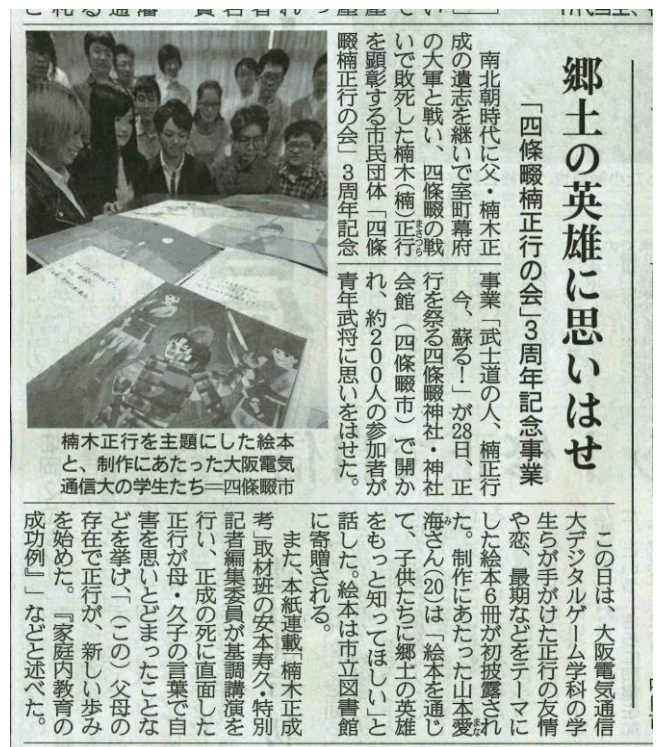 郷土の英雄に思いはせ
「四條畷楠正行の会」3周年記念事業
南北朝時代に父・楠木正
成の遺志を継いで室町幕府
の大軍と戦い、四條畷の戦
いで敗死した楠木(楠)正行
まさつら
を顕彰する市民団体「四條
畷楠正行の会」3周年記念
事業「武士道の人、楠正行
今、蘇る!」が28日、正
行を祭る四條畷神社・神社
会館(四條畷市)で開か
れ、約200人の参加者が
青年武将に思いをはせた。
楠木正行を主題にした絵本
と、制作にあたった大阪電気
通信大の学生たち=四條畷市
この日は、大阪電気通信
大デジタルゲーム学科の学
生らが手がけた正行の友情
や恋、最期などをテーマに
した絵本6冊が初披露され
た。制作にあたった山本愛
まな
海さん(20)は「絵本を通じ
み
て、子供たちに郷土の英雄
をもっと知ってほしい」と
話した。絵本は市立図書館
に寄贈される。
また、本紙連載「楠木正成
考」取材班の安本寿久・特別
記者編集委員が基調講演を
行い、正成の死に直面した
正行が母・久子の言葉で自
害を思いとどまったことな
どを挙げ、「(この)父母の
存在で正行が、新しい歩み
を始めた。『家庭内教育の
成功例』」などと述べた。